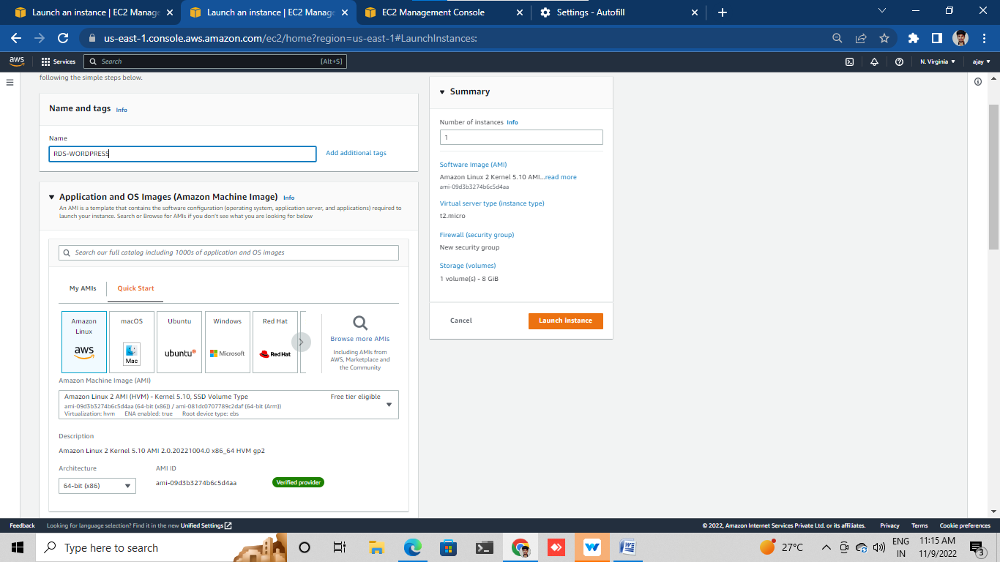 Launch an instance | EC2 Manage
Launch an instance | EC2 Manage
EC2 Management Console
Settings - Autofill
us-east-1.console.aws.amazon.com/ec2/home?region=us-east-1#LaunchInstances:
aws
Services
Search
[Alt+S]
N. Virginia
ajay
following the simple steps below.
Name and tags Info
Name
RDS-WORDPRESS
Add additional tags
Application and OS Images (Amazon Machine Image) Info
An AMI is a template that contains the software configuration (operating system, application server, and applications) required to
launch your instance. Search or Browse for AMIs if you don't see what you are looking for below
Search our full catalog including 1000s of application and OS images
My AMIs
Quick Start
Amazon
Linux
aws
macOS
Mac
Ubuntu
ubuntu
Windows
Microsoft
Red Hat
Red Hat
Browse more AMIs
Including AMIs from
AWS, Marketplace and
the Community
Amazon Machine Image (AMI)
Amazon Linux 2 AMI (HVM) - Kernel 5.10, SSD Volume Type
Free tier eligible
ami-09d3b3274b6c5d4aa (64-bit (x86)) / ami-081dc0707789c2daf (64-bit (Arm))
Virtualization: hvm ENA enabled: true Root device type: ebs
Description
Amazon Linux 2 Kernel 5.10 AMI 2.0.20221004.0 x86_64 HVM gp2
Architecture
AMI ID
64-bit (x86)
ami-09d3b3274b6c5d4aa
Verified provider
Summary
Number of instances Info
1
Software Image (AMI)
Amazon Linux 2 Kernel 5.10 AMI...read more
ami-09d3b3274b6c5d4aa
Virtual server type (instance type)
t2.micro
Firewall (security group)
New security group
Storage (volumes)
1 volume(s) - 8 GiB
Cancel
Launch Instance
Feedback
Looking for language selection? Find it in the new Unified Settings
© 2022, Amazon Internet Services Private Ltd. or its affiliates.
Privacy
Terms
Cookie preferences
Type here to search
27°C
ENG
IN
11:15 AM
11/9/2022
3